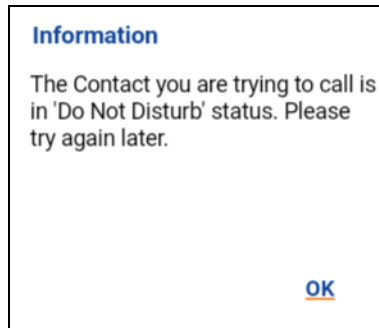 Information
The Contact you are trying to call is
in 'Do Not Disturb' status. Please
try again later.
OK